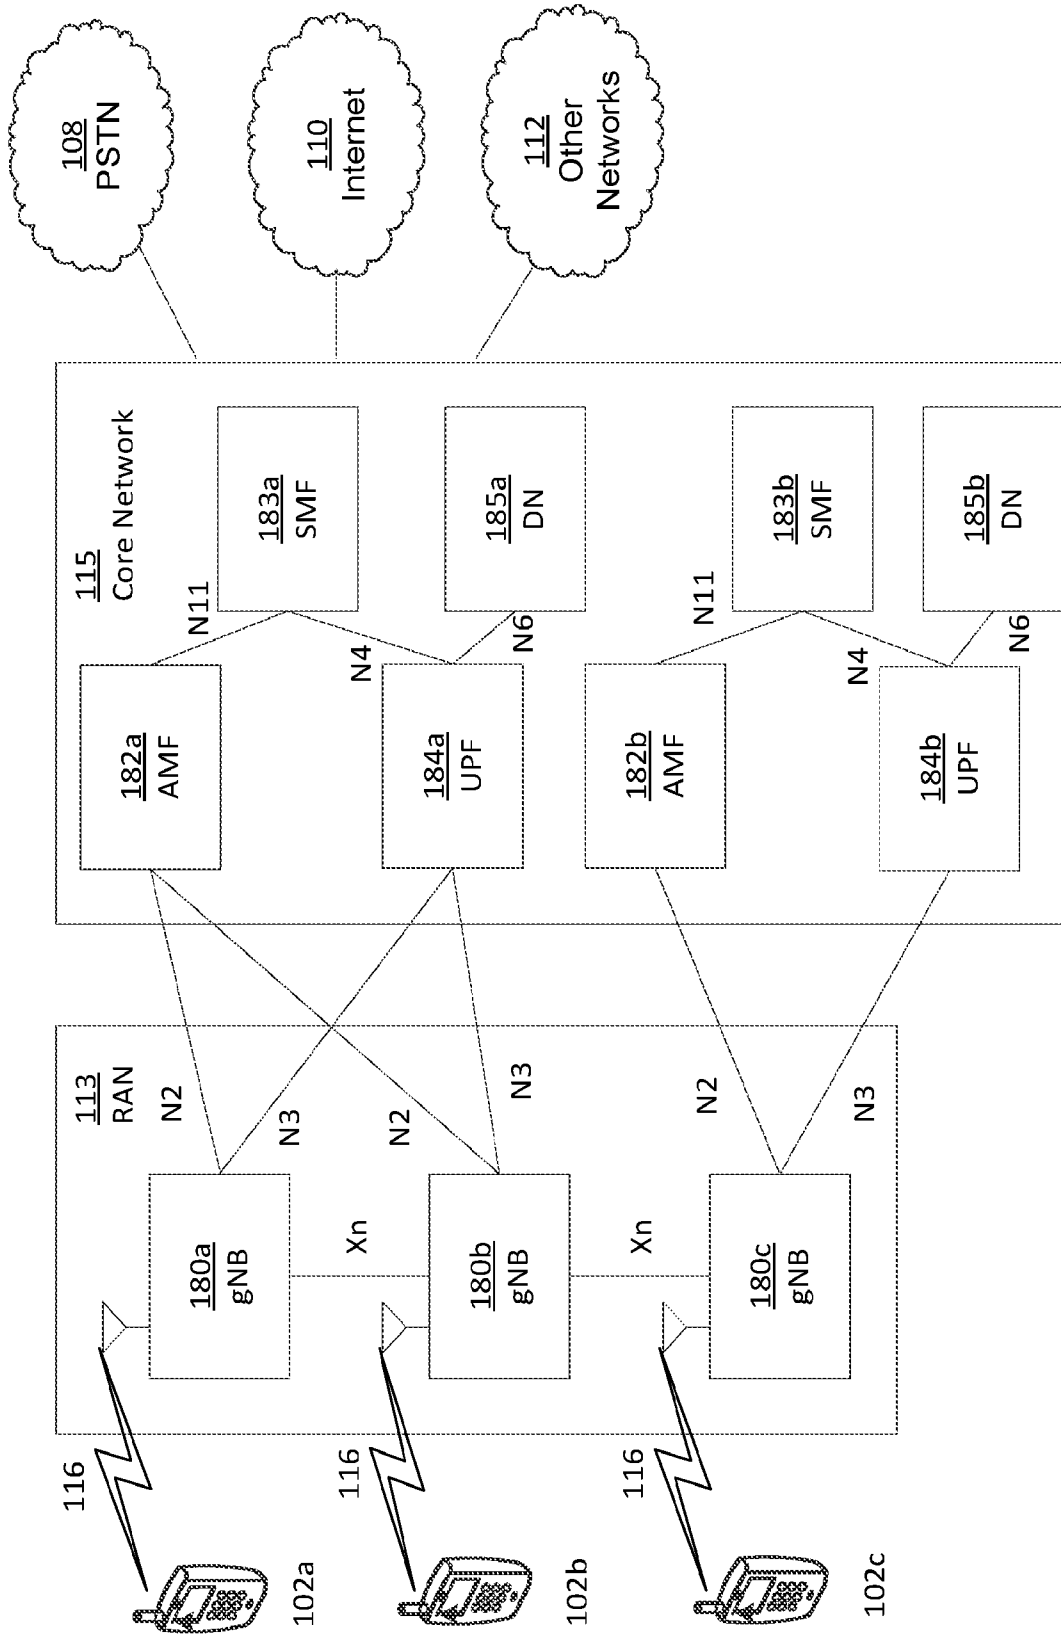 102a
102b
102c
116
116
116
113
RAN
180a
gNB
180b
gNB
180c
gNB
Xn
Xn
N2
N3
N2
N3
N2
N3
115
Core Network
182a
AMF
184a
UPF
182b
AMF
184b
UPF
N11
N4
N6
N11
N4
N6
183a
SMF
185a
DN
183b
SMF
185b
DN
108
PSTN
110
Internet
112
Other
Networks